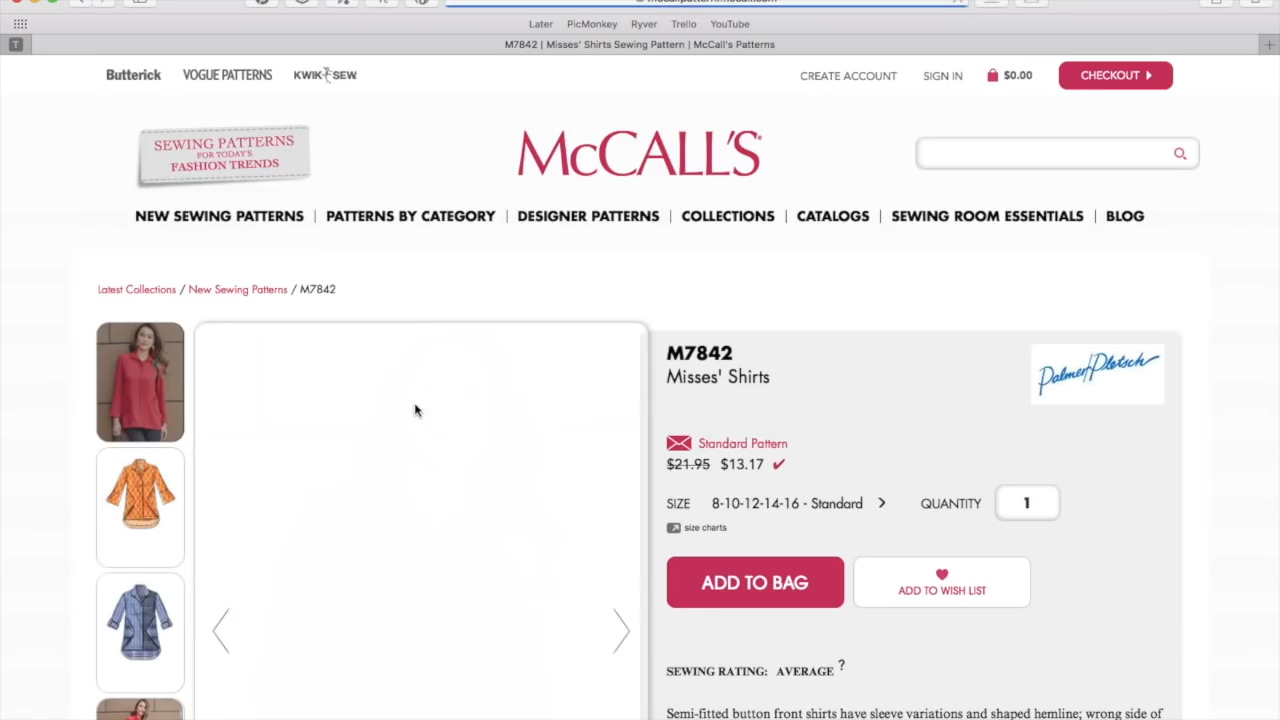 Later PicMonkey Ryver Trello YouTube
T M7842 | Misses' Shirts Sewing Pattern | McCall's Patterns
Butterick VOGUE PATTERNS KWIK SEW CREATE ACCOUNT SIGN IN $0.00 CHECKOUT
SEWING PATTERNS
FOR TODAY'S
FASHION TRENDS
McCALL'S
NEW SEWING PATTERNS | PATTERNS BY CATEGORY | DESIGNER PATTERNS | COLLECTIONS | CATALOGS | SEWING ROOM ESSENTIALS | BLOG
Latest Collections / New Sewing Patterns / M7842
M7842
Misses' Shirts
Palmer/Pletsch
Standard Pattern
$21.95 $13.17 ✔
SIZE 8-10-12-14-16 - Standard > QUANTITY 1
size charts
ADD TO BAG
ADD TO WISH LIST
SEWING RATING: AVERAGE ?
Semi-fitted button front shirts have sleeve variations and shaped hemline; wrong side of